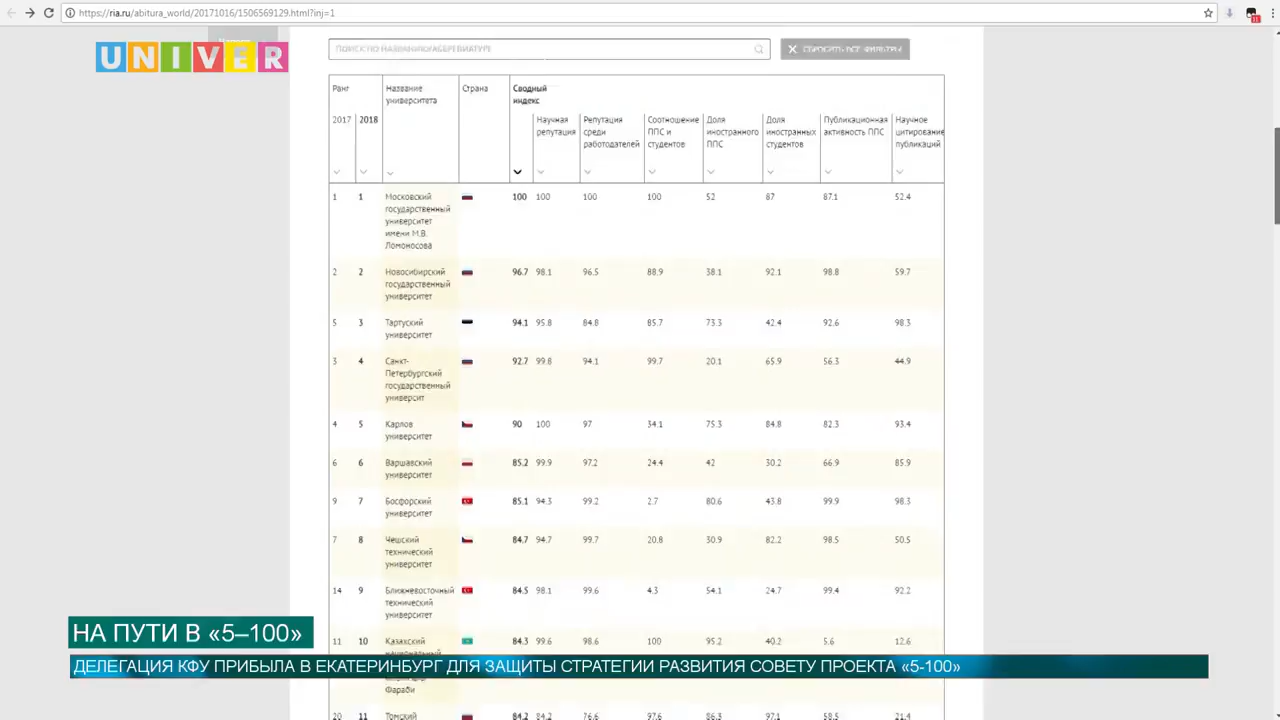 https://ria.ru/abitura_world/20171016/1506569129.html?inj=1
UNIVER
ПОИСК ПО НАЗВАНИЮ/АББРЕВИАТУРЕ
СБРОСИТЬ ВСЕ ФИЛЬТРЫ
Ранг
Название университета
Страна
Сводный индекс
2017 2018
Научная репутация
Репутация среди работодателей
Соотношение ППС и студентов
Доля иностранного ППС
Доля иностранных студентов
Публикационная активность ППС
Научное цитирование публикаций
1 1 Московский государственный университет имени М.В. Ломоносова 100 100 100 100 52 87 87.1 52.4
2 2 Новосибирский государственный университет 96.7 98.1 96.5 88.9 38.1 92.1 98.8 59.7
5 3 Тартуский университет 94.1 95.8 84.8 85.7 73.3 42.4 92.6 98.3
3 4 Санкт-Петербургский государственный университ 92.7 99.8 94.1 99.7 20.1 65.9 56.3 44.9
4 5 Карлов университет 90 100 97 34.1 75.3 84.8 82.3 93.4
6 6 Варшавский университет 85.2 99.9 97.2 24.4 42 30.2 66.9 85.9
9 7 Босфорский университет 85.1 94.3 99.2 2.7 80.6 43.8 99.9 98.3
7 8 Чешский технический университет 84.7 94.7 99.7 20.8 30.9 82.2 98.5 50.5
14 9 Ближневосточный технический университет 84.5 98.1 99.6 4.3 54.1 24.7 99.4 92.2
11 10 Казахский 84.3 99.6 98.6 100 95.2 40.2 5.6 12.6
Фараби
20 11 Томский 84.2 84.2 76.6 97.6 86.3 97.1 58.5 21.4
НА ПУТИ В «5–100»
ДЕЛЕГАЦИЯ КФУ ПРИБЫЛА В ЕКАТЕРИНБУРГ ДЛЯ ЗАЩИТЫ СТРАТЕГИИ РАЗВИТИЯ СОВЕТУ ПРОЕКТА «5-100»